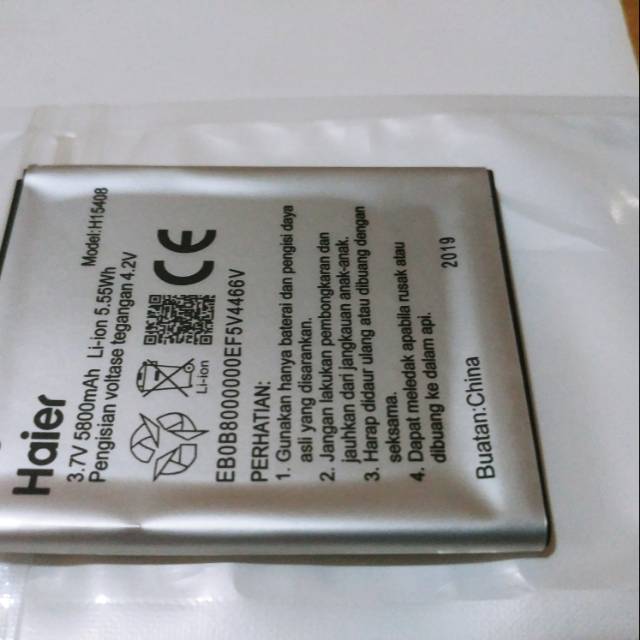 Haier
Model:H15408
3.7V 5800mAh Li-ion 5.55Wh
Pengisian voltase tegangan 4.2V
Li-ion
EB0B8000000EF5V4466V
PERHATIAN:
1. Gunakan hanya baterai dan pengisi daya
asli yang disarankan.
2. Jangan lakukan pembongkaran dan
jauhkan dari jangkauan anak-anak.
3. Harap didaur ulang atau dibuang dengan
seksama.
4. Dapat meledak apabila rusak atau
dibuang ke dalam api.
Buatan:China
2019